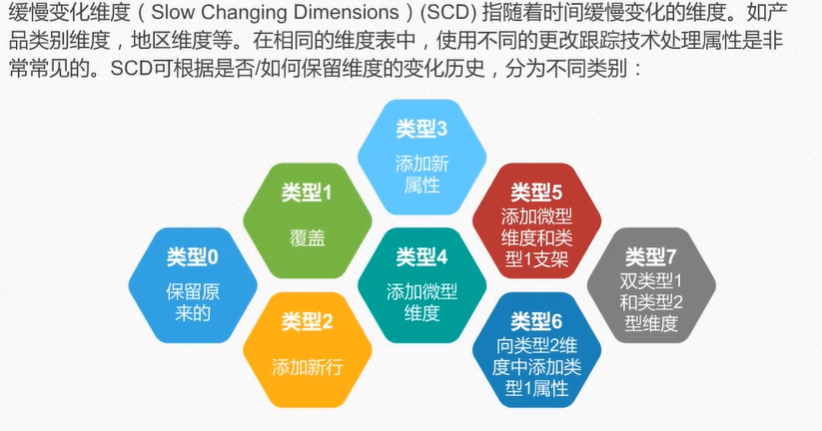 缓慢变化维度（Slow Changing Dimensions）(SCD) 指随着时间缓慢变化的维度。如产
品类别维度，地区维度等。在相同的维度表中，使用不同的更改跟踪技术处理属性是非
常常见的。SCD可根据是否/如何保留维度的变化历史，分为不同类别：
类型0
保留原
来的
类型1
覆盖
类型2
添加新行
类型3
添加新
属性
类型4
添加微型
维度
类型5
添加微型
维度和类
型1支架
类型6
向类型2维
度中添加类
型1属性
类型7
双类型1
和类型2
型维度